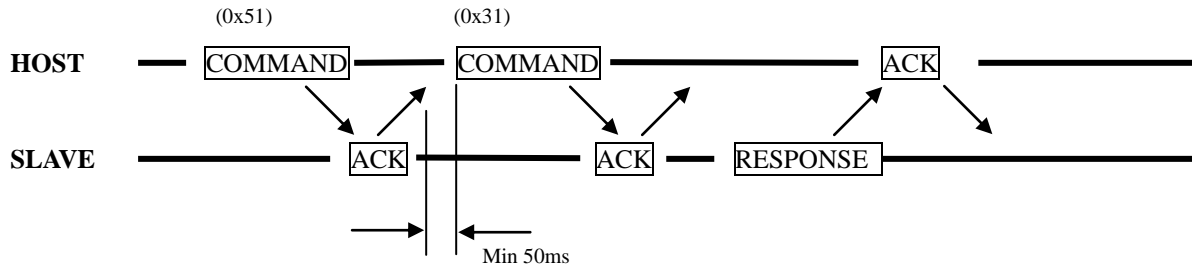 (0x51) (0x31)
HOST COMMAND COMMAND ACK
SLAVE ACK ACK RESPONSE
Min 50ms